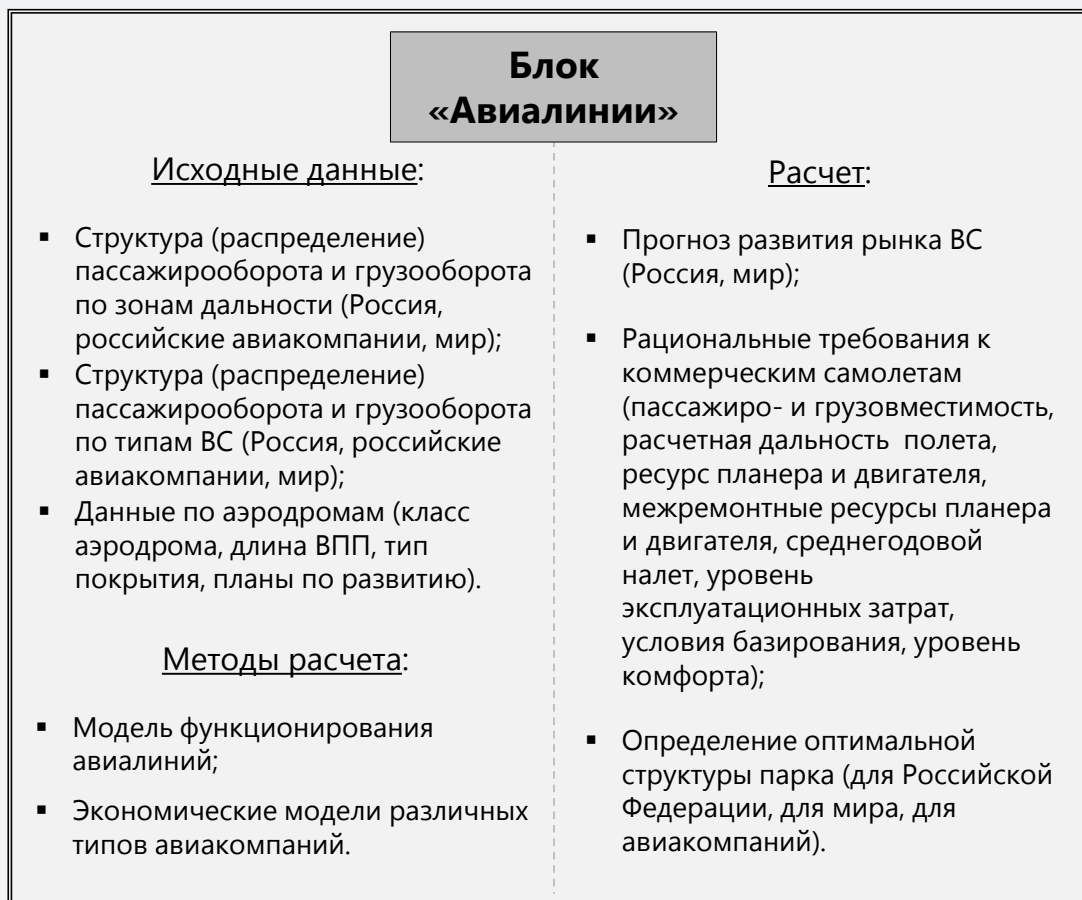 Блок
«Авиалинии»
Исходные данные:
▪ Структура (распределение)
пассажирооборота и грузооборота
по зонам дальности (Россия,
российские авиакомпании, мир);
▪ Структура (распределение)
пассажирооборота и грузооборота
по типам ВС (Россия, российские
авиакомпании, мир);
▪ Данные по аэродромам (класс
аэродрома, длина ВПП, тип
покрытия, планы по развитию).
Методы расчета:
▪ Модель функционирования
авиалиний;
▪ Экономические модели различных
типов авиакомпаний.
Расчет:
▪ Прогноз развития рынка ВС
(Россия, мир);
▪ Рациональные требования к
коммерческим самолетам
(пассажиро- и грузовместимость,
расчетная дальность полета,
ресурс планера и двигателя,
межремонтные ресурсы планера
и двигателя, среднегодовой
налет, уровень
эксплуатационных затрат,
условия базирования, уровень
комфорта);
▪ Определение оптимальной
структуры парка (для Российской
Федерации, для мира, для
авиакомпаний).